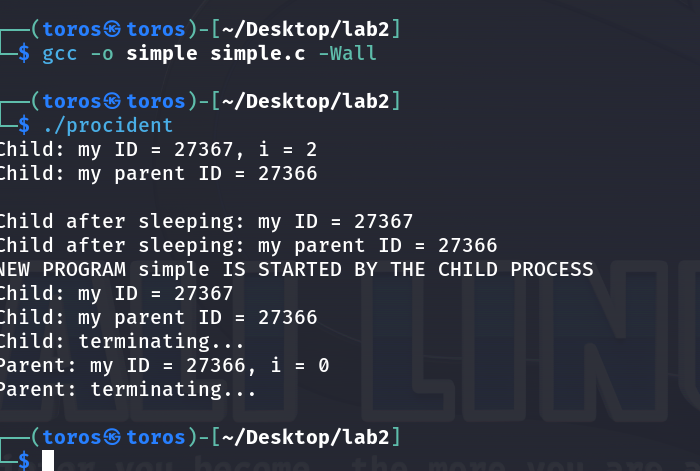 (toros㉿toros)-[~/Desktop/lab2]
$ gcc -o simple simple.c -Wall
(toros㉿toros)-[~/Desktop/lab2]
$ ./procident
Child: my ID = 27367, i = 2
Child: my parent ID = 27366
Child after sleeping: my ID = 27367
Child after sleeping: my parent ID = 27366
NEW PROGRAM simple IS STARTED BY THE CHILD PROCESS
Child: my ID = 27367
Child: my parent ID = 27366
Child: terminating...
Parent: my ID = 27366, i = 0
Parent: terminating...
(toros㉿toros)-[~/Desktop/lab2]
$